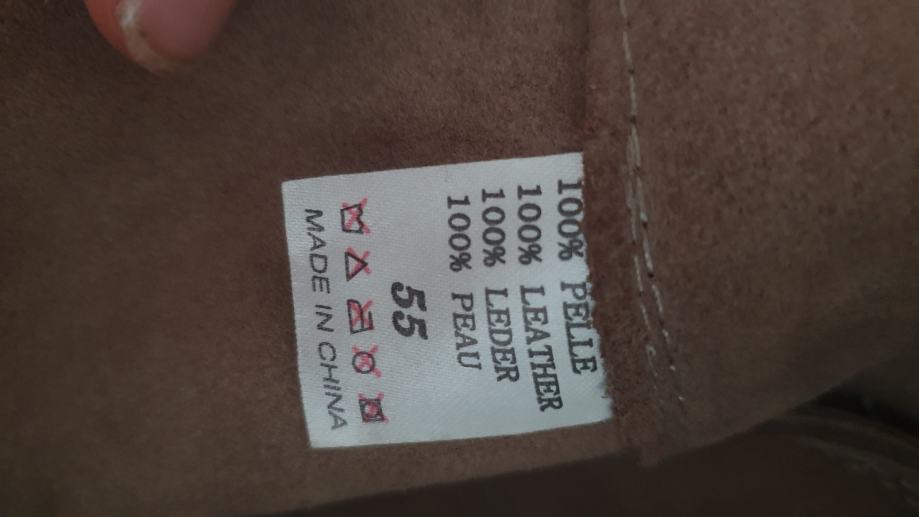 100% PELLE
100% LEATHER
100% LEDER
100% PEAU
55
MADE IN CHINA